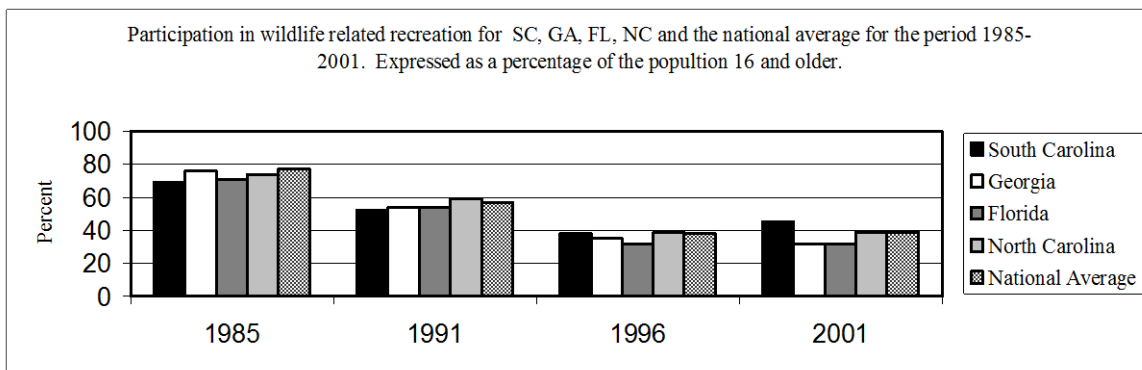 Participation in wildlife related recreation for SC, GA, FL, NC and the national average for the period 1985-
2001. Expressed as a percentage of the popultion 16 and older.
100
80
60
40
20
0
Percent
1985
1991
1996
2001
South Carolina
Georgia
Florida
North Carolina
National Average